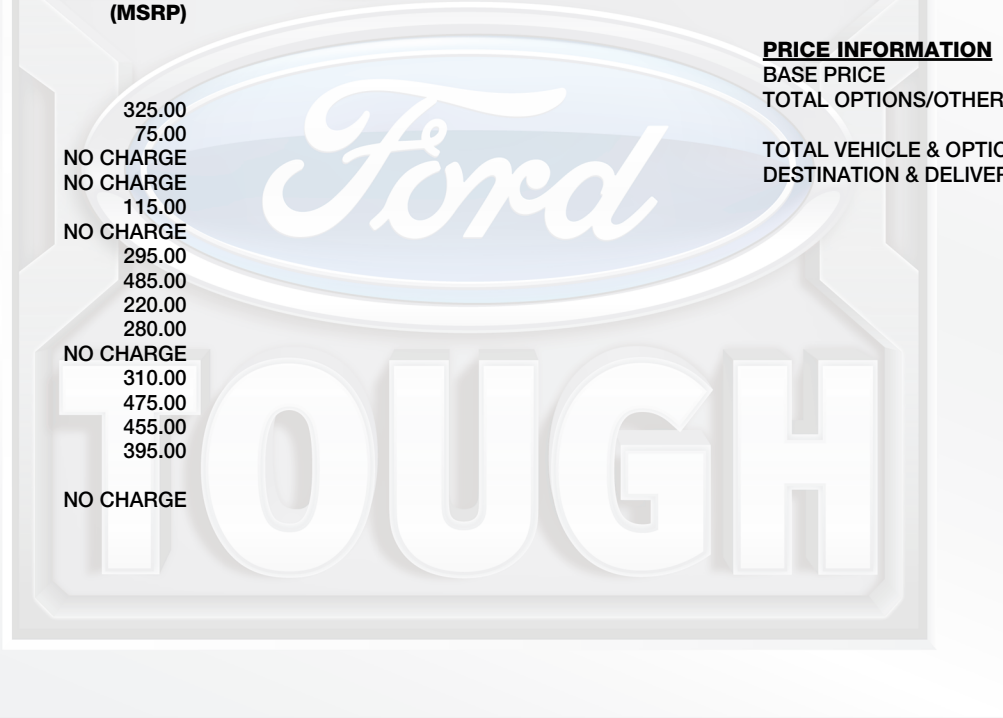 (MSRP)
325.00
75.00
NO CHARGE
NO CHARGE
115.00
NO CHARGE
295.00
485.00
220.00
280.00
NO CHARGE
310.00
475.00
455.00
395.00
NO CHARGE
PRICE INFORMATION
BASE PRICE
TOTAL OPTIONS/OTHER
TOTAL VEHICLE & OPTIO
DESTINATION & DELIVER
Ford
TOUGH